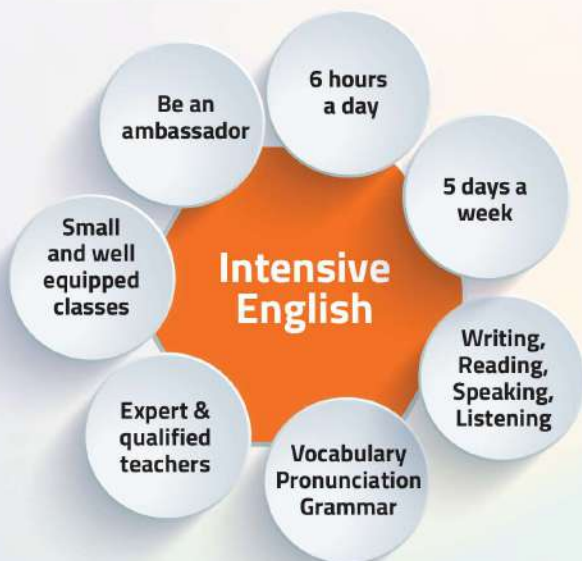 Intensive
English
6 hours
a day
5 days a
week
Writing,
Reading,
Speaking,
Listening
Vocabulary
Pronunciation
Grammar
Expert &
qualified
teachers
Small
and well
equipped
classes
Be an
ambassador